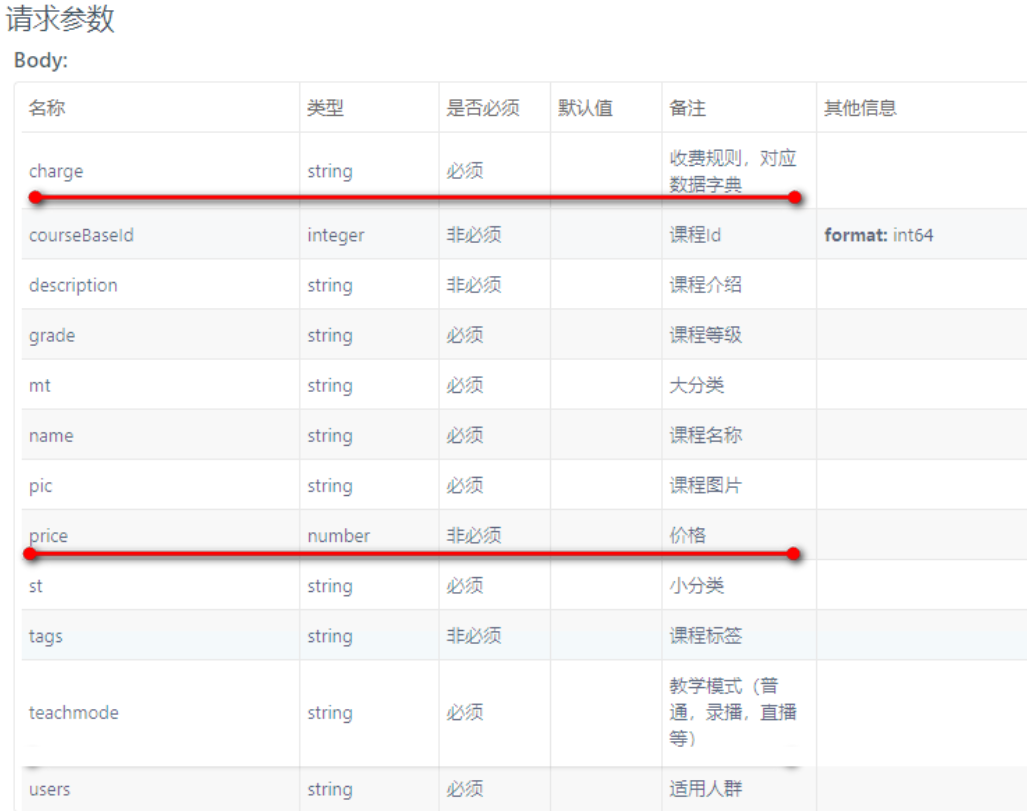 请求参数
Body:
名称 类型 是否必须 默认值 备注 其他信息
charge string 必须 收费规则，对应
数据字典
courseBaseId integer 非必须 课程Id format: int64
description string 非必须 课程介绍
grade string 必须 课程等级
mt string 必须 大分类
name string 必须 课程名称
pic string 必须 课程图片
price number 非必须 价格
st string 必须 小分类
tags string 非必须 课程标签
teachmode string 必须 教学模式（普
通，录播，直播
等）
users string 必须 适用人群